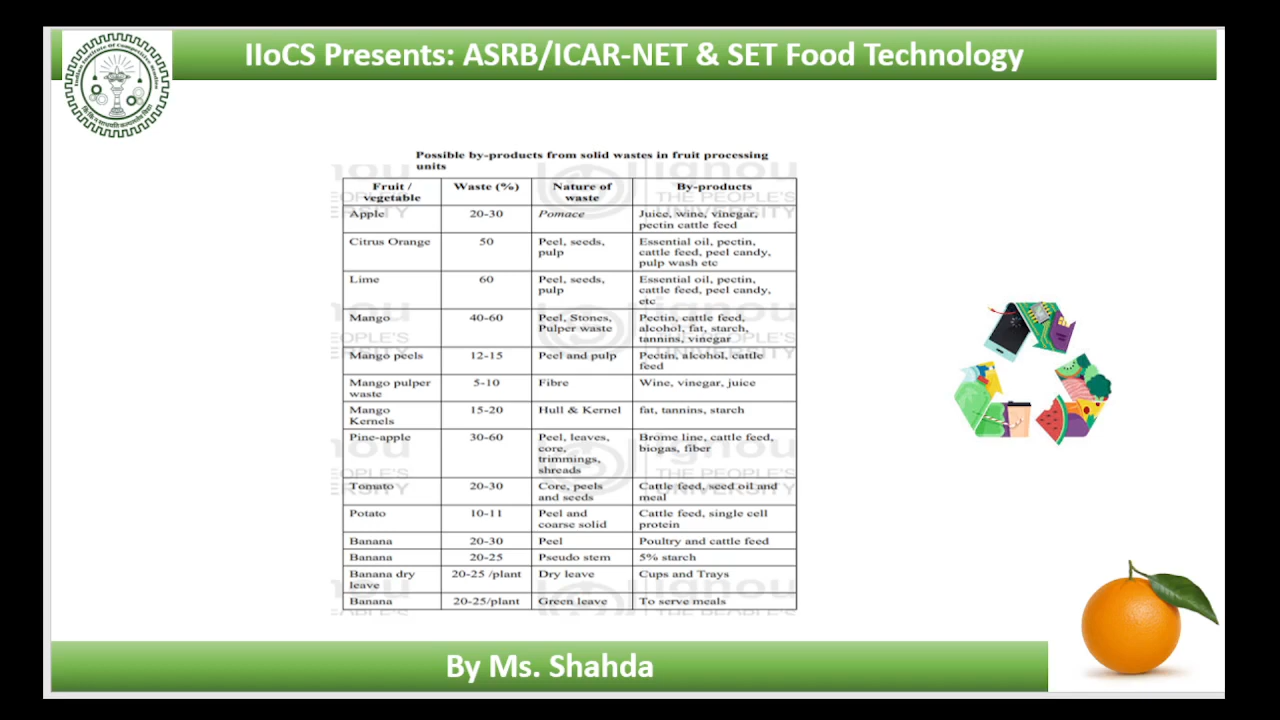 IIoCS Presents: ASRB/ICAR-NET & SET Food Technology
Possible by-products from solid wastes in fruit processing
units
Fruit / vegetable Waste (%) Nature of waste By-products
Apple 20-30 Pomace Juice, wine, vinegar, pectin cattle feed
Citrus Orange 50 Peel, seeds, pulp Essential oil, pectin, cattle feed, peel candy, pulp wash etc
Lime 60 Peel, seeds, pulp Essential oil, pectin, cattle feed, peel candy, etc
Mango 40-60 Peel, Stones, Pulper waste Pectin, cattle feed, alcohol, fat, starch, tannins, vinegar
Mango peels 12-15 Peel and pulp Pectin, alcohol, cattle feed
Mango pulper waste 5-10 Fibre Wine, vinegar, juice
Mango Kernels 15-20 Hull & Kernel fat, tannins, starch
Pine-apple 30-60 Peel, leaves, core, trimmings, shreads Brome line, cattle feed, biogas, fiber
Tomato 20-30 Core, peels and seeds Cattle feed, seed oil and meal
Potato 10-11 Peel and coarse solid Cattle feed, single cell protein
Banana 20-30 Peel Poultry and cattle feed
Banana 20-25 Pseudo stem 5% starch
Banana dry leave 20-25 /plant Dry leave Cups and Trays
Banana 20-25/plant Green leave To serve meals
ignou
THE PEOPLE'S
UNIVERSITY
By Ms. Shahda